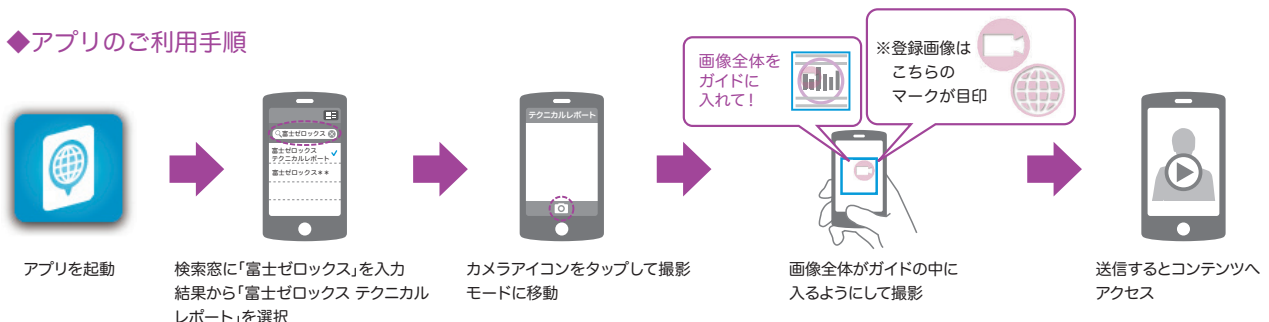 ◆アプリのご利用手順
画像全体を
ガイドに
入れて!
※登録画像は
こちらの
マークが目印
富士ゼロックス
富士ゼロックス
テクニカルレポート
富士ゼロックス＊＊
テクニカルレポート
アプリを起動
検索窓に「富士ゼロックス」を入力
結果から「富士ゼロックス テクニカル
レポート」を選択
カメラアイコンをタップして撮影
モードに移動
画像全体がガイドの中に
入るようにして撮影
送信するとコンテンツへ
アクセス